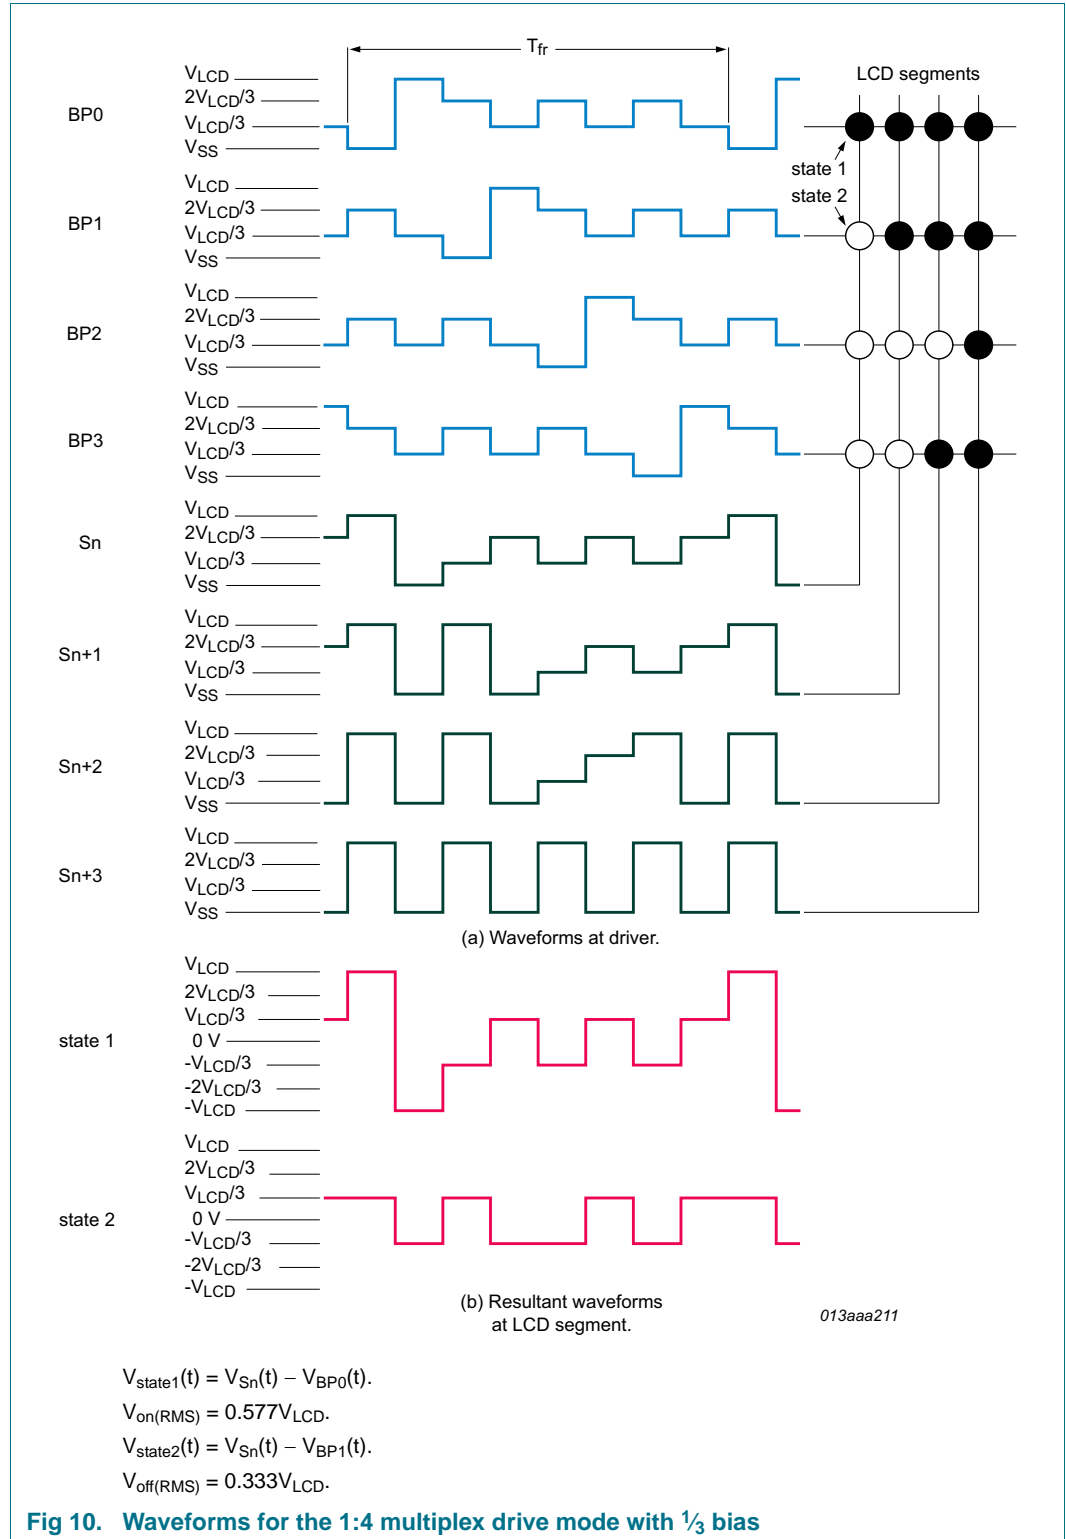 Tfr
VLCD
2VLCD/3
VLCD/3
VSS
BP0
LCD segments
state 1
state 2
VLCD
2VLCD/3
VLCD/3
VSS
BP1
VLCD
2VLCD/3
VLCD/3
VSS
BP2
VLCD
2VLCD/3
VLCD/3
VSS
BP3
VLCD
2VLCD/3
VLCD/3
VSS
Sn
VLCD
2VLCD/3
VLCD/3
VSS
Sn+1
VLCD
2VLCD/3
VLCD/3
VSS
Sn+2
VLCD
2VLCD/3
VLCD/3
VSS
Sn+3
(a) Waveforms at driver.
VLCD
2VLCD/3
VLCD/3
0 V
-VLCD/3
-2VLCD/3
-VLCD
state 1
VLCD
2VLCD/3
VLCD/3
0 V
-VLCD/3
-2VLCD/3
-VLCD
state 2
(b) Resultant waveforms
at LCD segment.
013aaa211
Vstate1(t) = VSn(t) − VBP0(t).
Von(RMS) = 0.577VLCD.
Vstate2(t) = VSn(t) − VBP1(t).
Voff(RMS) = 0.333VLCD.
Fig 10. Waveforms for the 1:4 multiplex drive mode with 1⁄3 bias